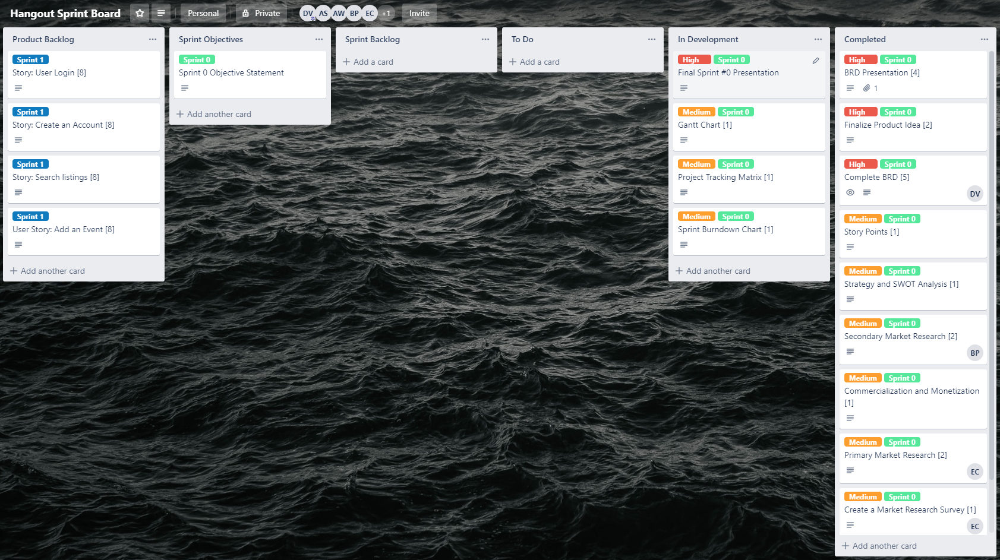 Hangout Sprint Board
Personal
Private
DV AS AW BP EC +1
Invite
Product Backlog
Sprint 1
Story: User Login [8]
Sprint 1
Story: Create an Account [8]
Sprint 1
Story: Search listings [8]
Sprint 1
User Story: Add an Event [8]
+ Add another card
Sprint Objectives
Sprint 0
Sprint 0 Objective Statement
+ Add another card
Sprint Backlog
+ Add a card
To Do
+ Add a card
In Development
High Sprint 0
Final Sprint #0 Presentation
Medium Sprint 0
Gantt Chart [1]
Medium Sprint 0
Project Tracking Matrix [1]
Medium Sprint 0
Sprint Burndown Chart [1]
+ Add another card
Completed
High Sprint 0
BRD Presentation [4]
1
High Sprint 0
Finalize Product Idea [2]
High Sprint 0
Complete BRD [5]
DV
Medium Sprint 0
Story Points [1]
Medium Sprint 0
Strategy and SWOT Analysis [1]
Medium Sprint 0
Secondary Market Research [2]
BP
Medium Sprint 0
Commercialization and Monetization
[1]
Medium Sprint 0
Primary Market Research [2]
EC
Medium Sprint 0
Create a Market Research Survey [1]
EC
+ Add another card